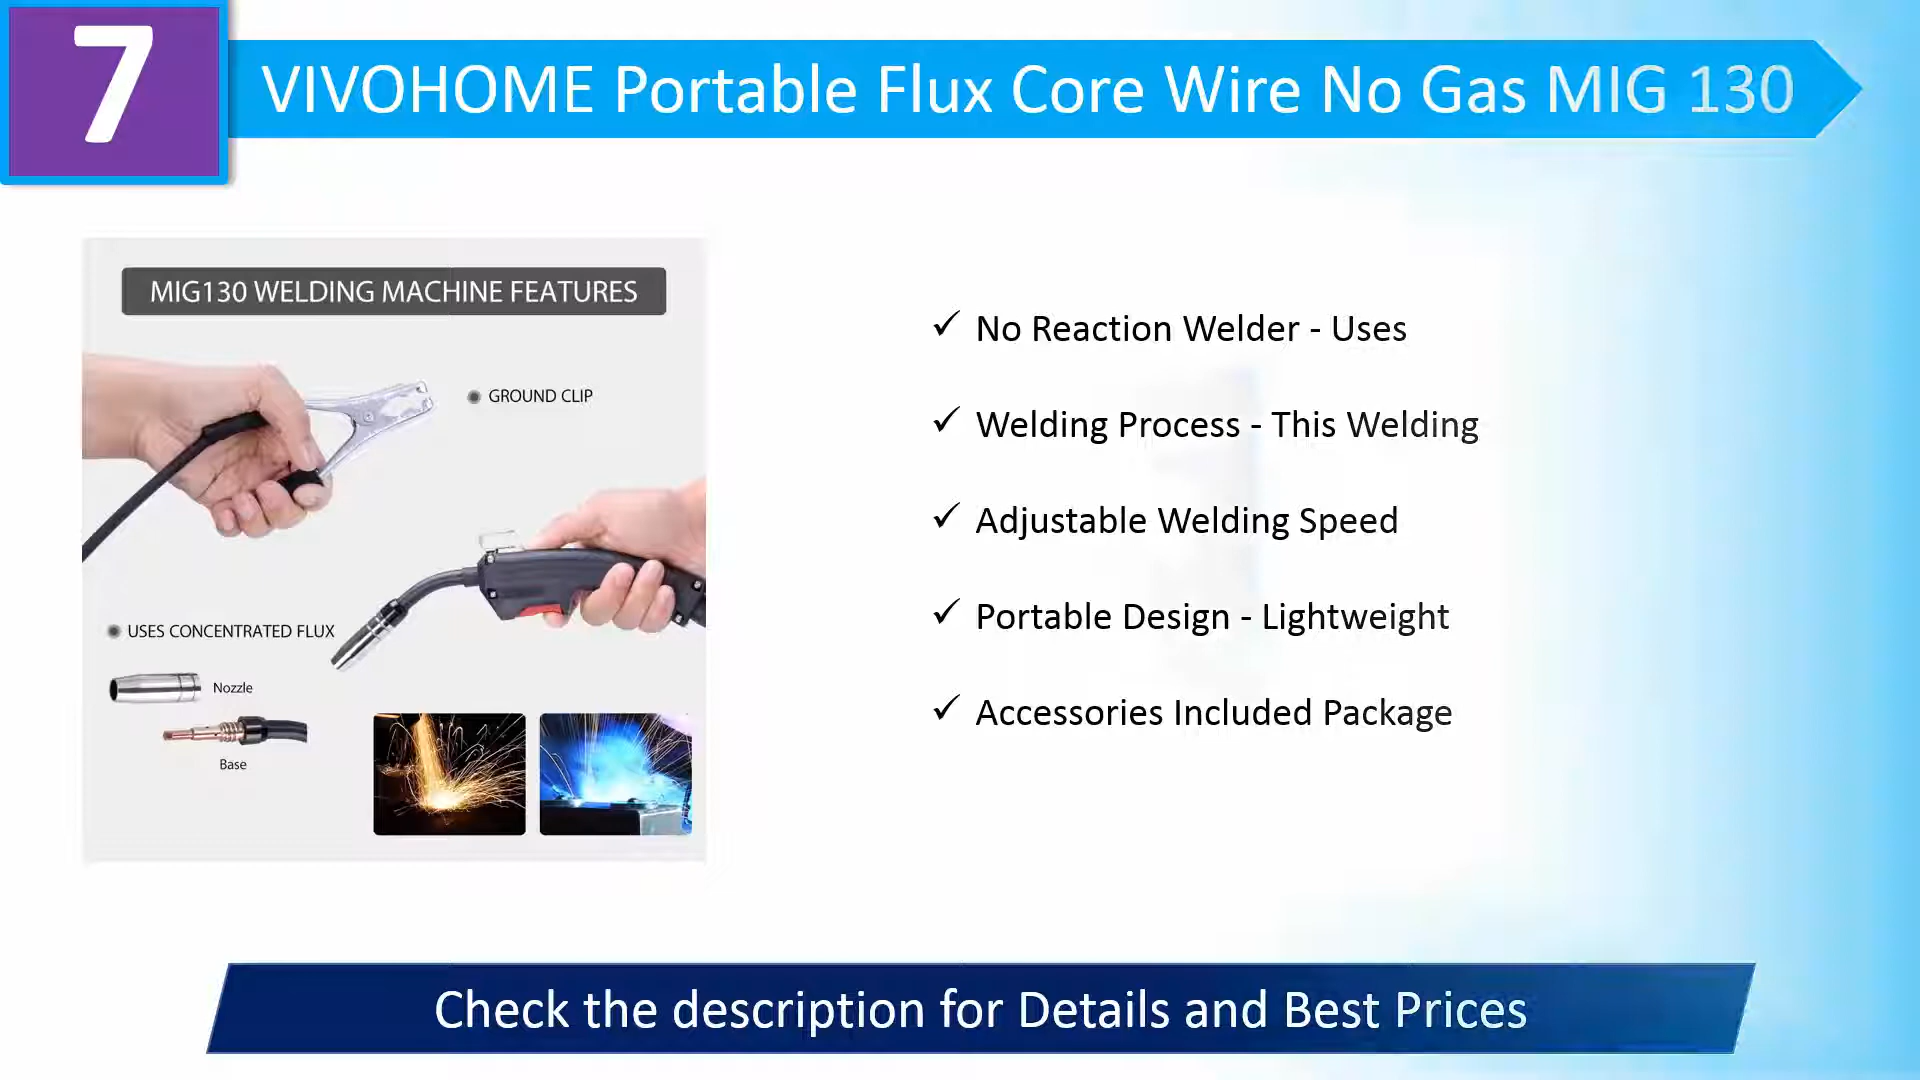 7
VIVOHOME Portable Flux Core Wire No Gas MIG 130
MIG130 WELDING MACHINE FEATURES
GROUND CLIP
USES CONCENTRATED FLUX
Nozzle
Base
✓ No Reaction Welder - Uses
✓ Welding Process - This Welding
✓ Adjustable Welding Speed
✓ Portable Design - Lightweight
✓ Accessories Included Package
Check the description for Details and Best Prices